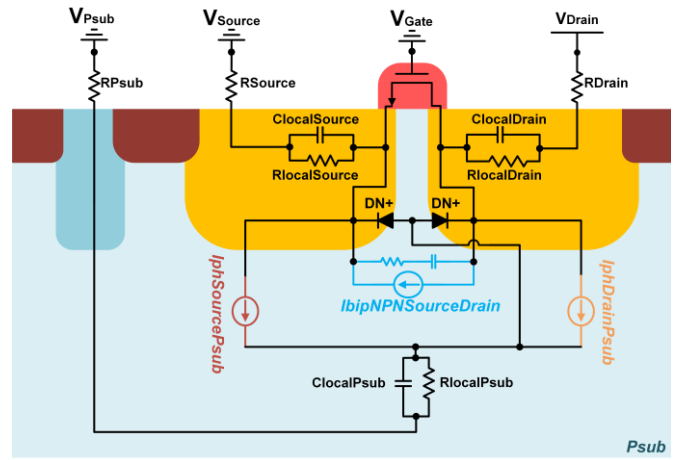 VPsub
VSource
VGate
VDrain
RPsub
RSource
RDrain
ClocalSource
ClocalDrain
RlocalSource
RlocalDrain
DN+
DN+
IphSourcePsub
IbipNPNSourceDrain
IphDrainPsub
ClocalPsub
RlocalPsub
Psub